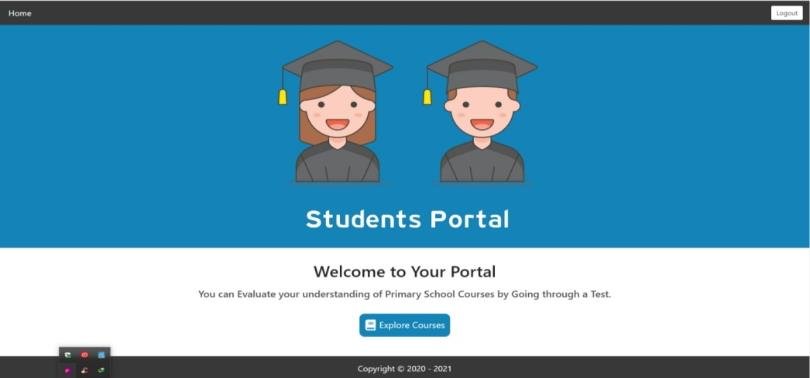 Home
Logout
Students Portal
Welcome to Your Portal
You can Evaluate your understanding of Primary School Courses by Going through a Test.
Explore Courses
Copyright © 2020 - 2021